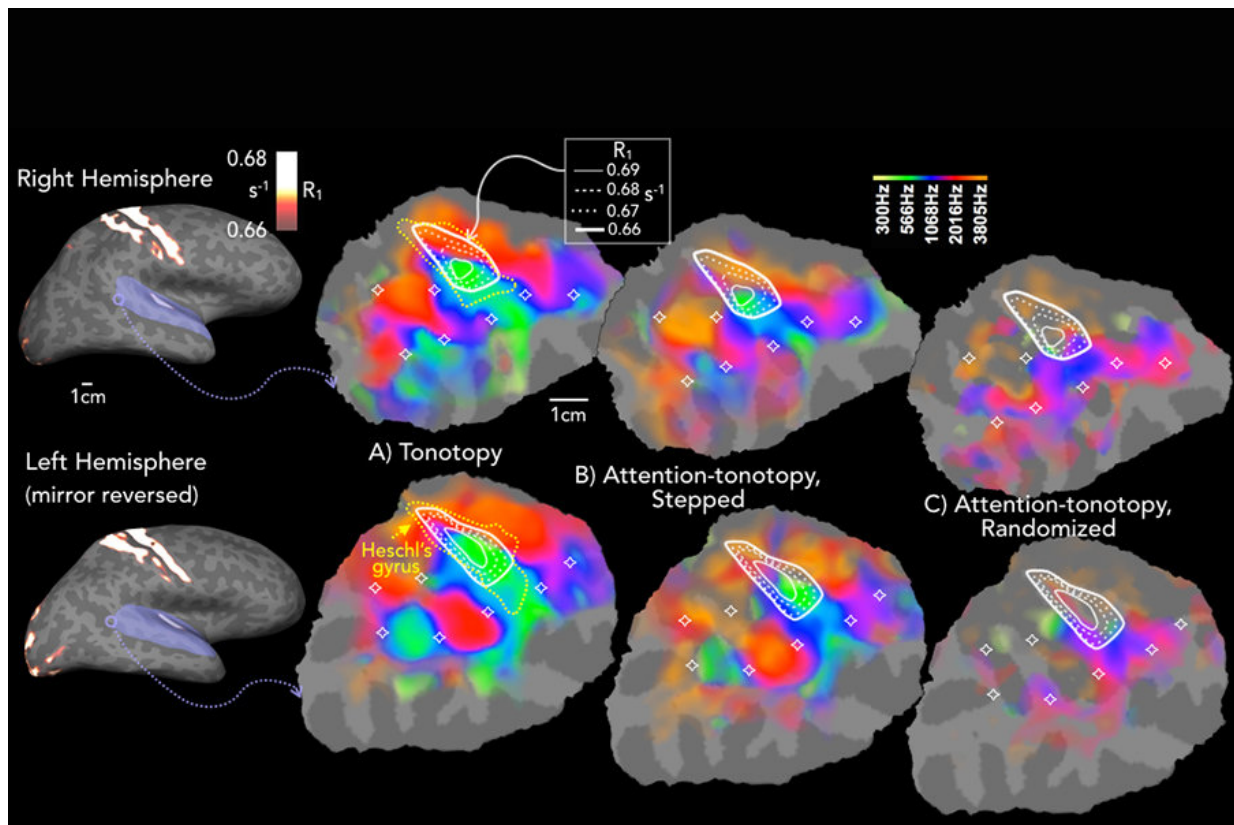 Right Hemisphere
0.68
s⁻¹
R₁
0.66
R₁
0.69
0.68 s⁻¹
0.67
0.66
300Hz
566Hz
1068Hz
2016Hz
3805Hz
1cm
1cm
A) Tonotopy
Left Hemisphere
(mirror reversed)
B) Attention-tonotopy,
Stepped
C) Attention-tonotopy,
Randomized
Heschl's
gyrus